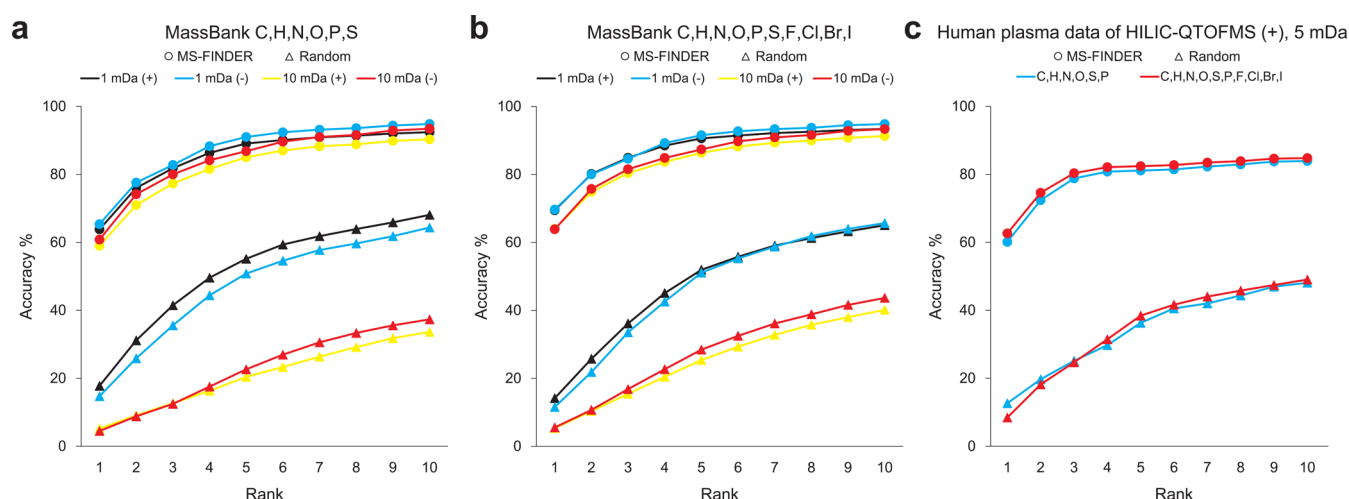 a
MassBank C,H,N,O,P,S
MS-FINDER Random
1 mDa (+) 1 mDa (-) 10 mDa (+) 10 mDa (-)
100
80
60
40
20
0
Accuracy %
1 2 3 4 5 6 7 8 9 10
Rank
b
MassBank C,H,N,O,P,S,F,Cl,Br,I
MS-FINDER Random
1 mDa (+) 1 mDa (-) 10 mDa (+) 10 mDa (-)
100
80
60
40
20
0
Accuracy %
1 2 3 4 5 6 7 8 9 10
Rank
c
Human plasma data of HILIC-QTOFMS (+), 5 mDa
MS-FINDER Random
C,H,N,O,S,P C,H,N,O,S,P,F,Cl,Br,I
100
80
60
40
20
0
Accuracy %
1 2 3 4 5 6 7 8 9 10
Rank